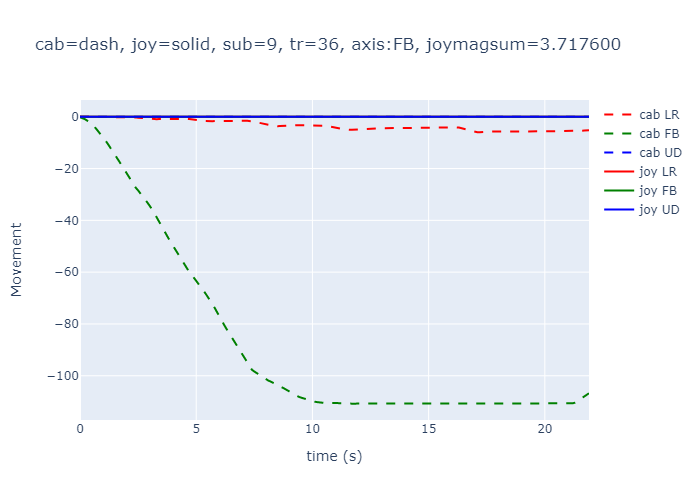 cab=dash, joy=solid, sub=9, tr=36, axis:FB, joymagsum=3.717600
cab LR
cab FB
cab UD
joy LR
joy FB
joy UD
Movement
0
−20
−40
−60
−80
−100
0 5 10 15 20
time (s)